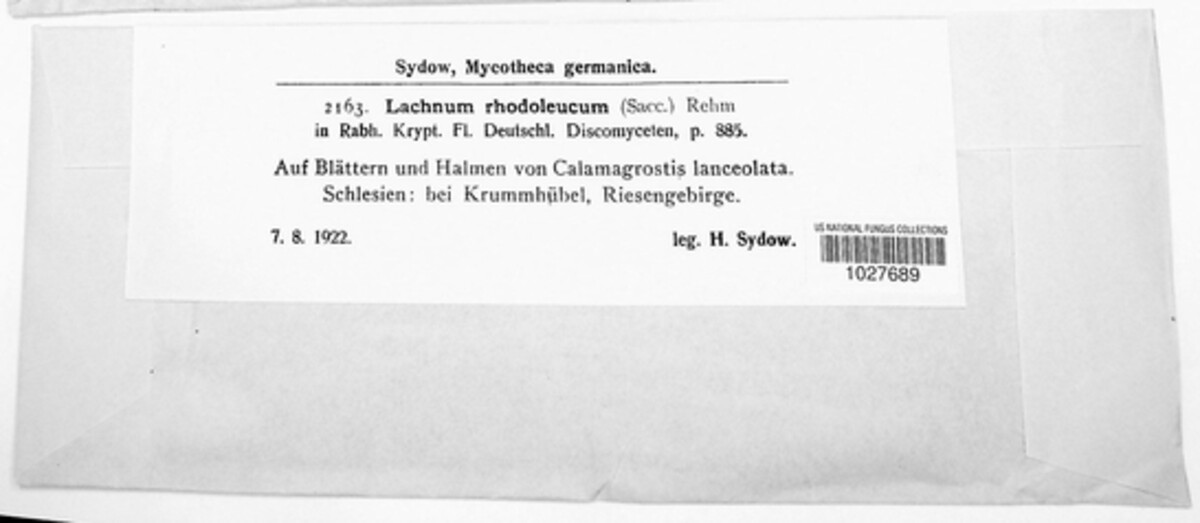 Sydow, Mycotheca germanica.
2163. Lachnum rhodoleucum (Sacc.) Rehm
in Rabh. Krypt. Fl. Deutschl. Discomyceten, p. 885.
Auf Blättern und Halmen von Calamagrostis lanceolata.
Schlesien: bei Krummhübel, Riesengebirge.
7. 8. 1922. leg. H. Sydow.
US NATIONAL FUNGUS COLLECTIONS
1027689